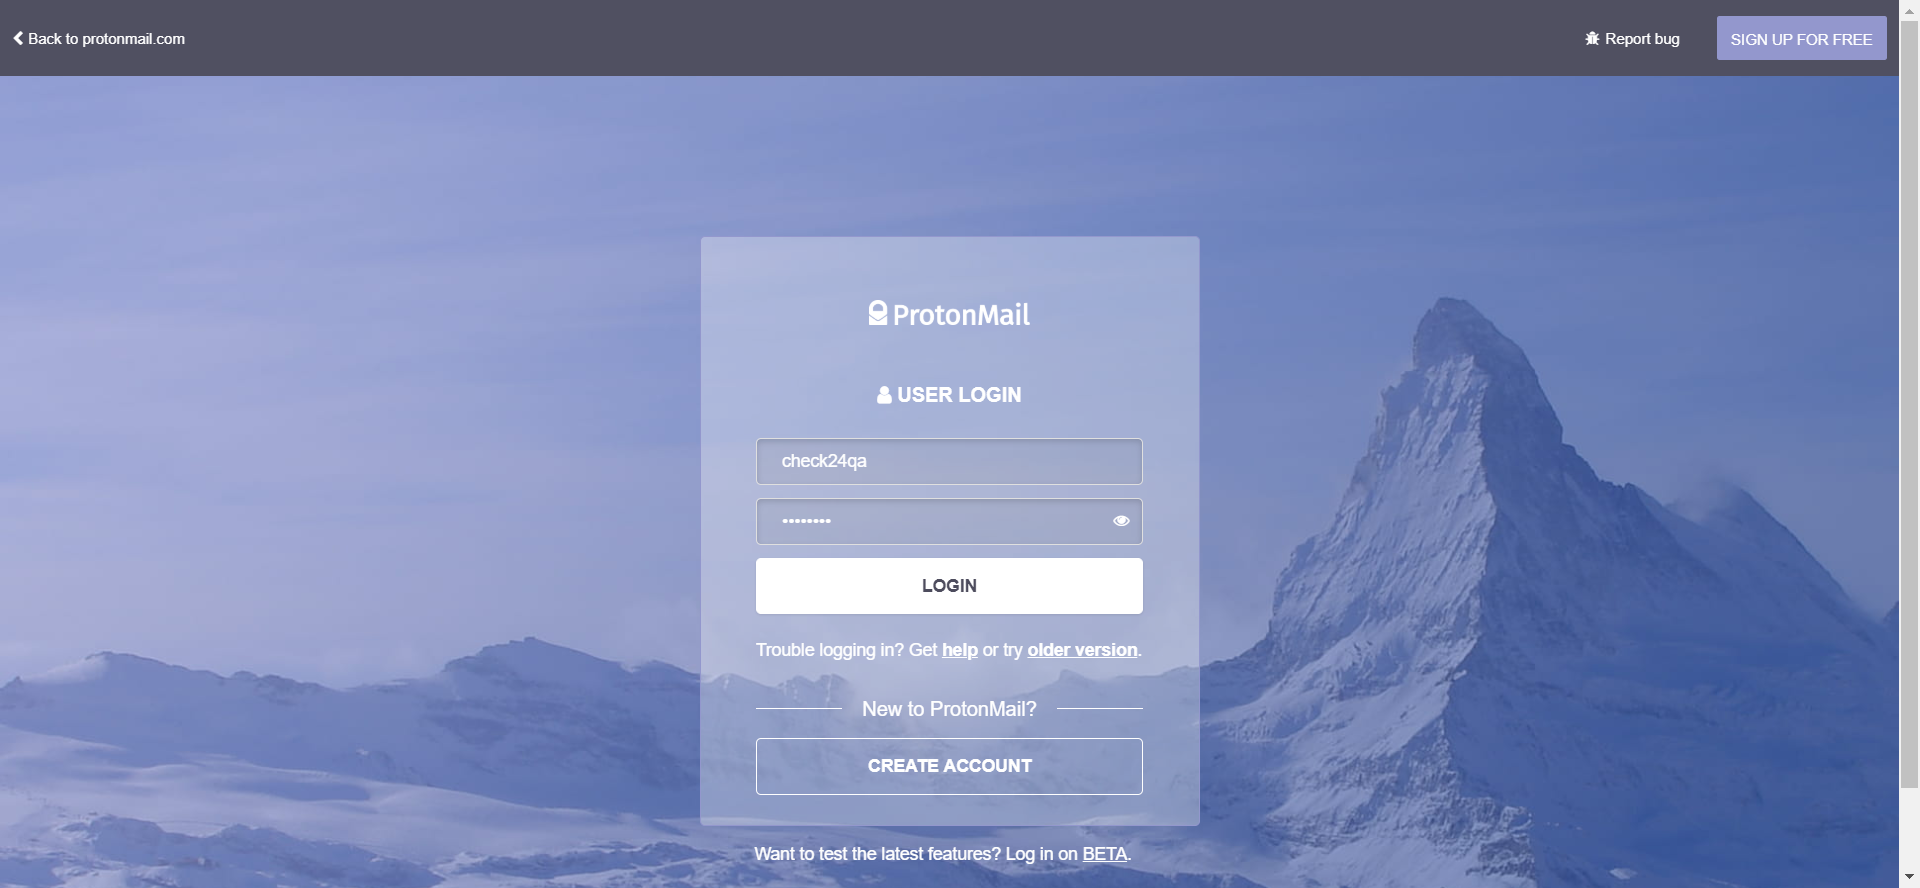 Back to protonmail.com
Report bug
SIGN UP FOR FREE
ProtonMail
USER LOGIN
check24qa
••••••••
LOGIN
Trouble logging in? Get help or try older version.
New to ProtonMail?
CREATE ACCOUNT
Want to test the latest features? Log in on BETA.